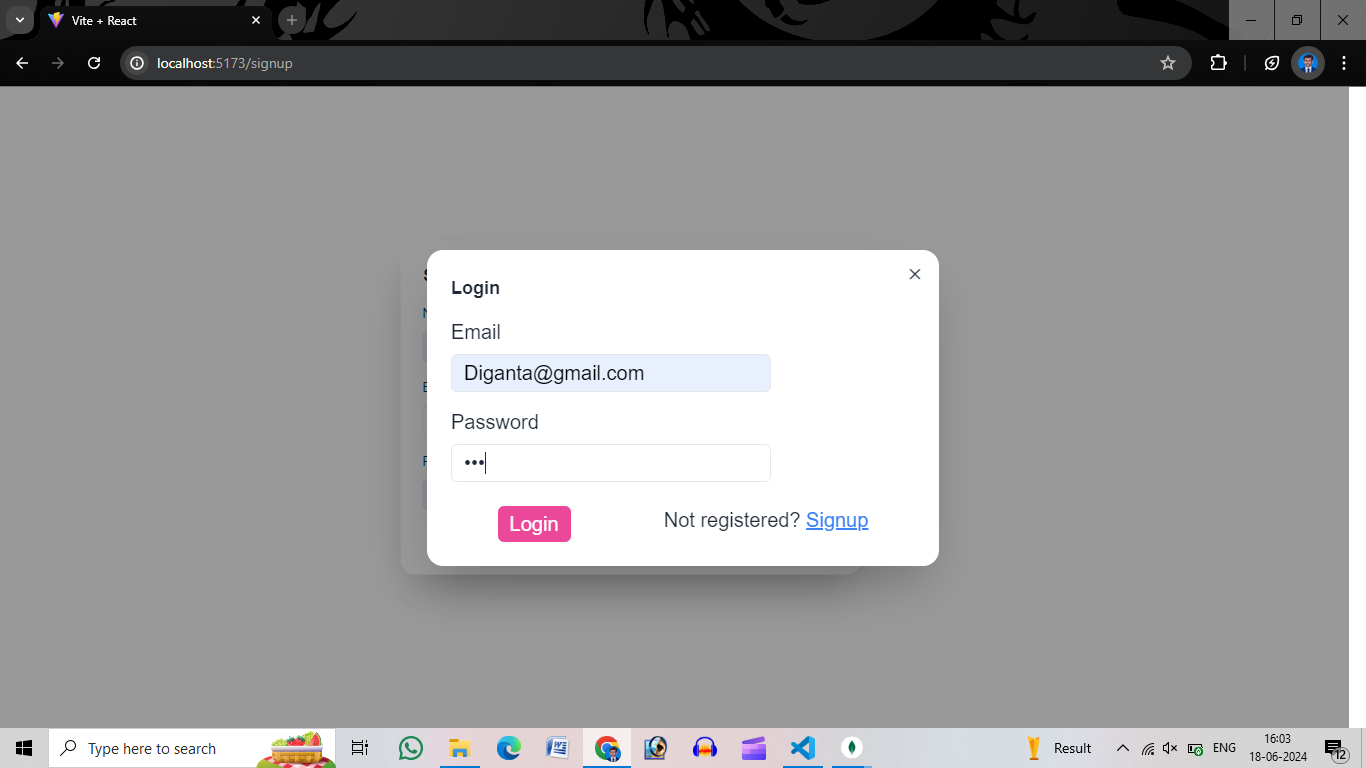 Vite + React
localhost:5173/signup
Login
Email
Diganta@gmail.com
Password
Login
Not registered? Signup
Type here to search
Result
ENG
16:03
18-06-2024
12